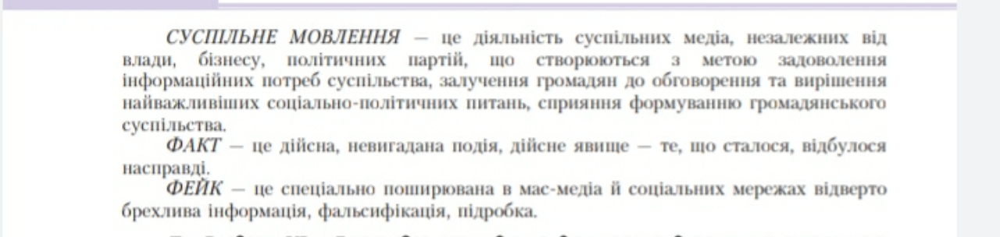 СУСПІЛЬНЕ МОВЛЕННЯ — це діяльність суспільних медіа, незалежних від
влади, бізнесу, політичних партій, що створюються з метою задоволення
інформаційних потреб суспільства, залучення громадян до обговорення та вирішення
найважливіших соціально-політичних питань, сприяння формуванню громадянського
суспільства.
ФАКТ — це дійсна, невигадана подія, дійсне явище — те, що сталося, відбулося
насправді.
ФЕЙК — це спеціально поширювана в мас-медіа й соціальних мережах відверто
брехлива інформація, фальсифікація, підробка.